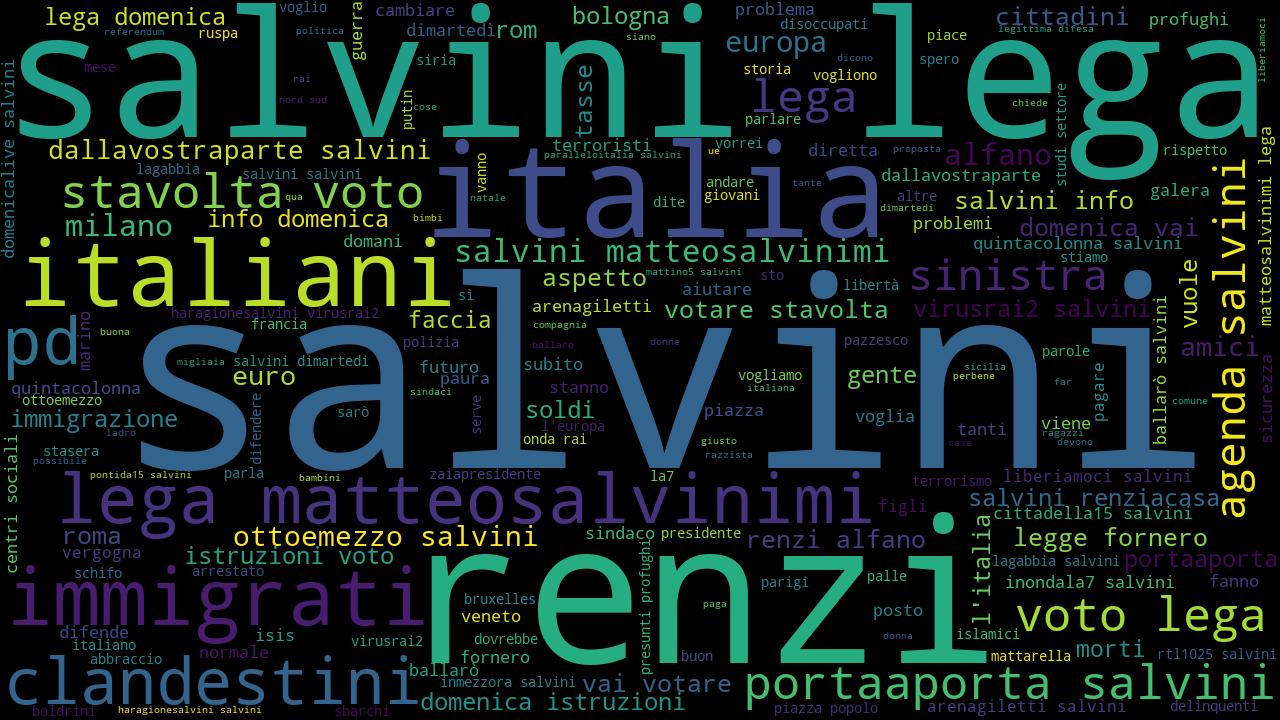 lega domenica
voglio
cambiare
bologna
problema
cittadini
profughi
referendum
ruspa
politica
guerra
dimartedì
rom
siano
disoccupati
piace
legittima difesa
salvini lega
europa
dicono
spero
liberiamoci
mese
siria
storia
vogliono
rai
nord sud
putin
cose
tasse
lega
chiede
parlare
studi settore
domenicalive salvini
dallavostraparte salvini
terroristi
vorrei
diretta
alfano
rispetto
paralleloitalia salvini
ue
proposta
lagabbia
salvini salvini
vanno
italia
andare
tante
dallavostraparte
galera
stavolta voto
qua
natale
dite
giovani
altre
salvini info
dimartedi
milano
info domenica
bimbi
problemi
domenica vai
matteosalvinimi lega
agenda salvini
domani
salvini matteosalvinimi
quintacolonna salvini
stiamo
italiani
aspetto
mattino5 salvini
sto
libertà
sinistra
vuole
sì
aiutare
arenagiletti
votare stavolta
virusrai2 salvini
haragionesalvini virusrai2
francia
faccia
compagnia
marino
pd
buona
polizia
ballaro
donne
pazzesco
parole
amici
ballarò salvini
migliaia
salvini dimartedi
salvini
futuro
subito
sicilia
quintacolonna
euro
paura
vogliamo
gente
perbene
far
pagare
sicurezza
ottoemezzo
sindaci
stanno
italiana
comune
immigrazione
difendere
sarò
serve
soldi
piazza
voglia
viene
ladro
l'europa
tanti
ragazzi
onda rai
giusto
case
devono
stasera
razzista
possibile
centri sociali
pontida15 salvini
parla
bambini
zaiapresidente
la7
terrorismo
liberiamoci salvini
lega matteosalvinimi
figli
salvini renziacasa
cittadella15 salvini
roma
ottoemezzo salvini
sindaco
presidente
renzi alfano
l'italia
legge fornero
vergogna
istruzioni voto
presunti profughi
lagabbia salvini
portaaporta
schifo
arrestato
renzi
parigi
palle
inondala7 salvini
fanno
immigrati
bruxelles
paga
posto
voto lega
veneto
donna
difende
isis
virusrai2
dovrebbe
islamici
italiano
normale
fornero
buon
mattarella
morti
rtl1025 salvini
abbraccio
ballarò
clandestini
inmezzora salvini
vai votare
portaaporta salvini
domenica istruzioni
boldrini
haragionesalvini salvini
sbarchi
piazza popolo
arenagiletti salvini
delinquenti